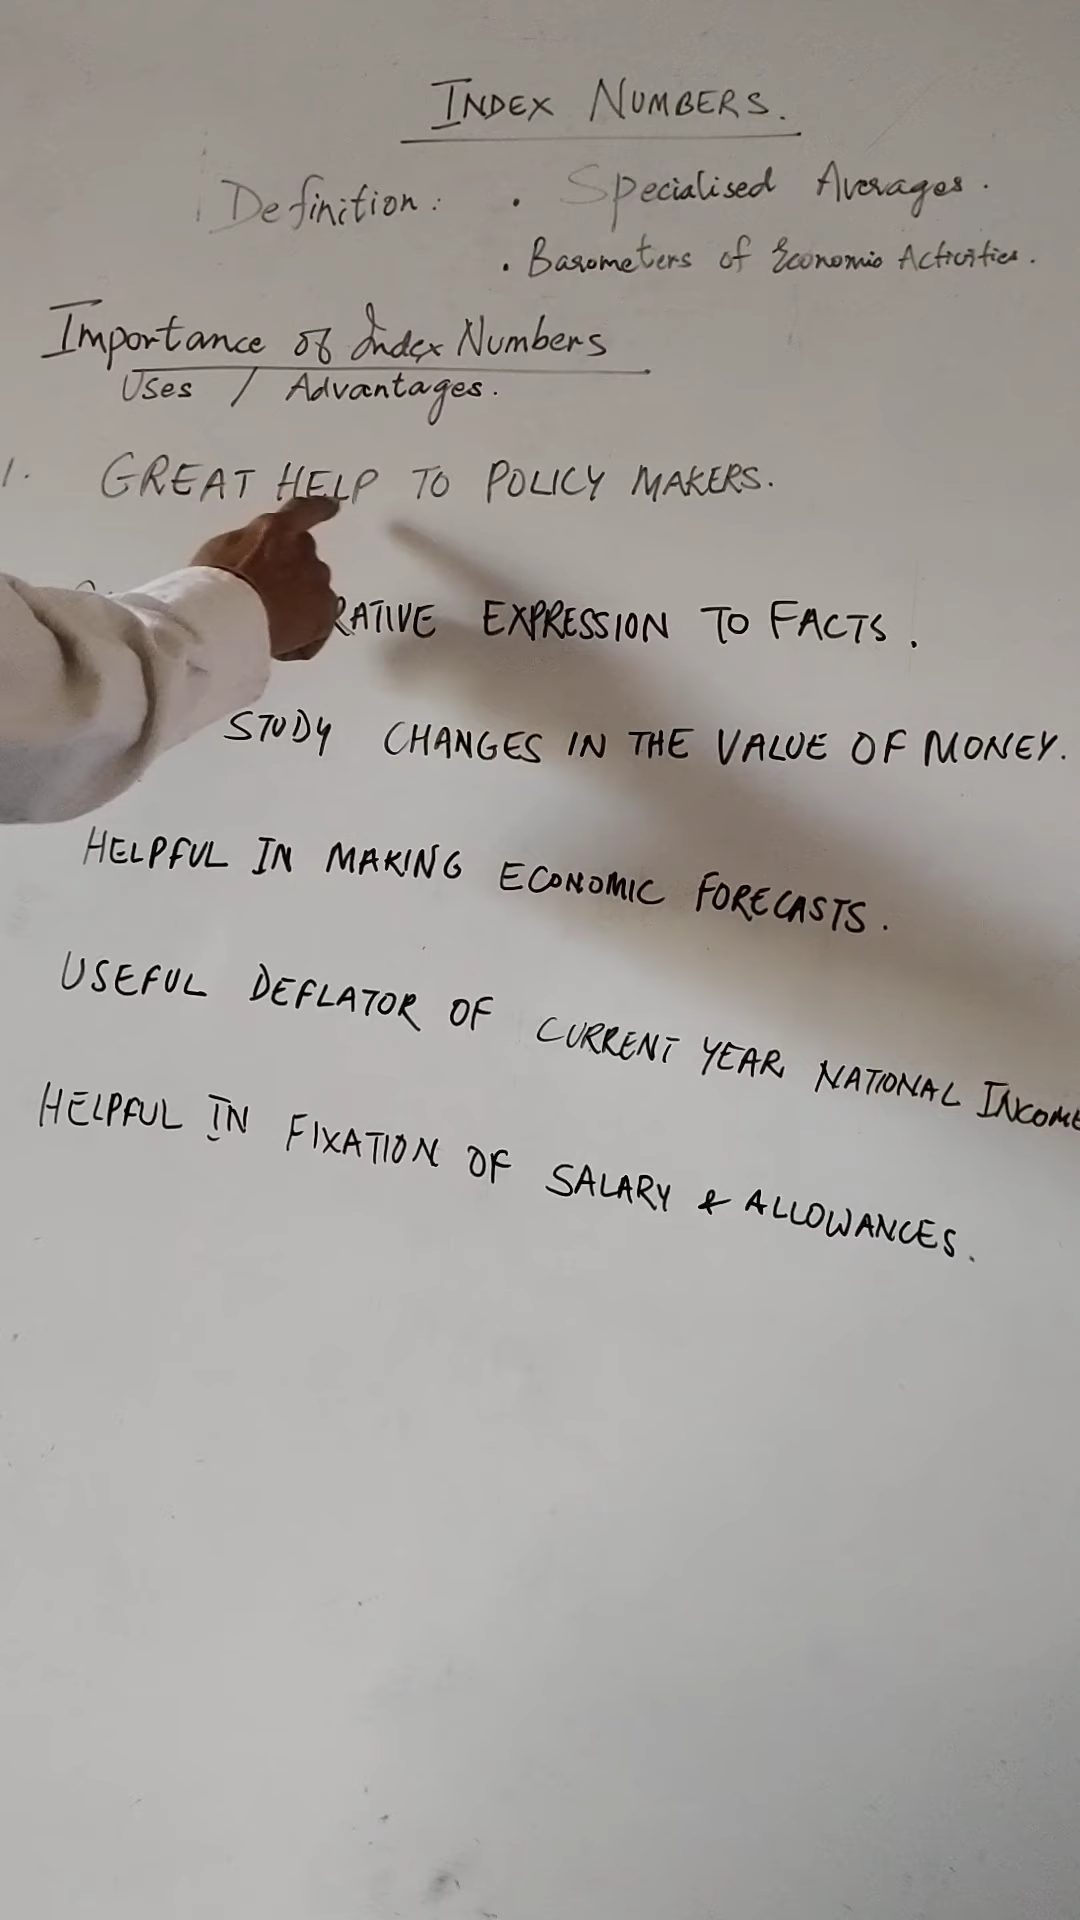 INDEX NUMBERS.
Definition: • Specialised Averages.
• Barometers of Economic Activities.
Importance of Index Numbers
Uses / Advantages.
1. GREAT HELP TO POLICY MAKERS.
RATIVE EXPRESSION TO FACTS.
STUDY CHANGES IN THE VALUE OF MONEY.
HELPFUL IN MAKING ECONOMIC FORECASTS.
USEFUL DEFLATOR OF CURRENT YEAR NATIONAL INCOME
HELPFUL IN FIXATION OF SALARY & ALLOWANCES.